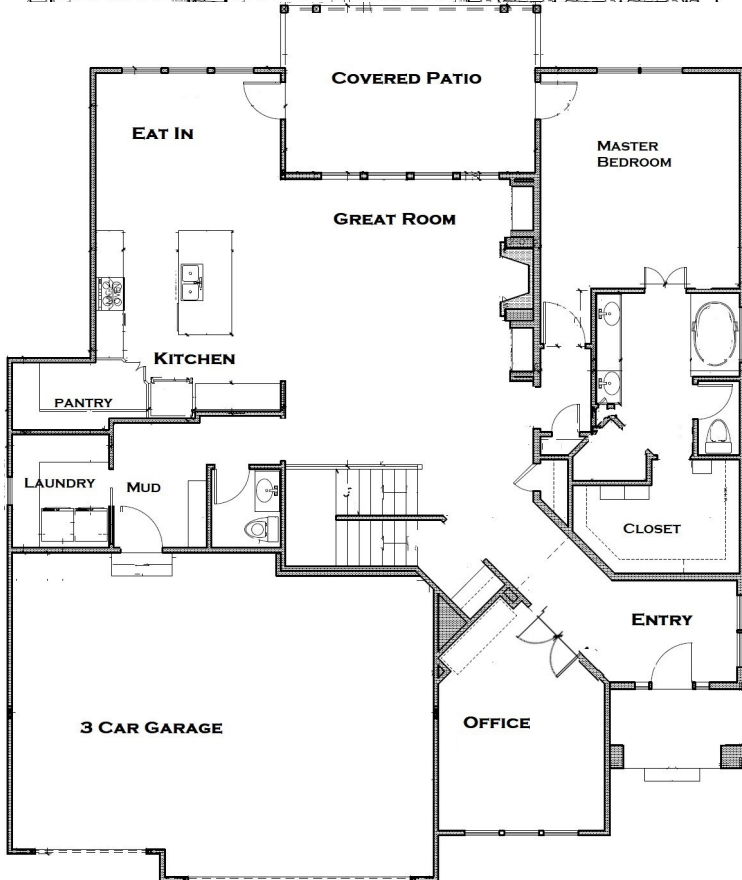 COVERED PATIO
EAT IN
MASTER
BEDROOM
GREAT ROOM
KITCHEN
PANTRY
LAUNDRY
MUD
CLOSET
ENTRY
OFFICE
3 CAR GARAGE